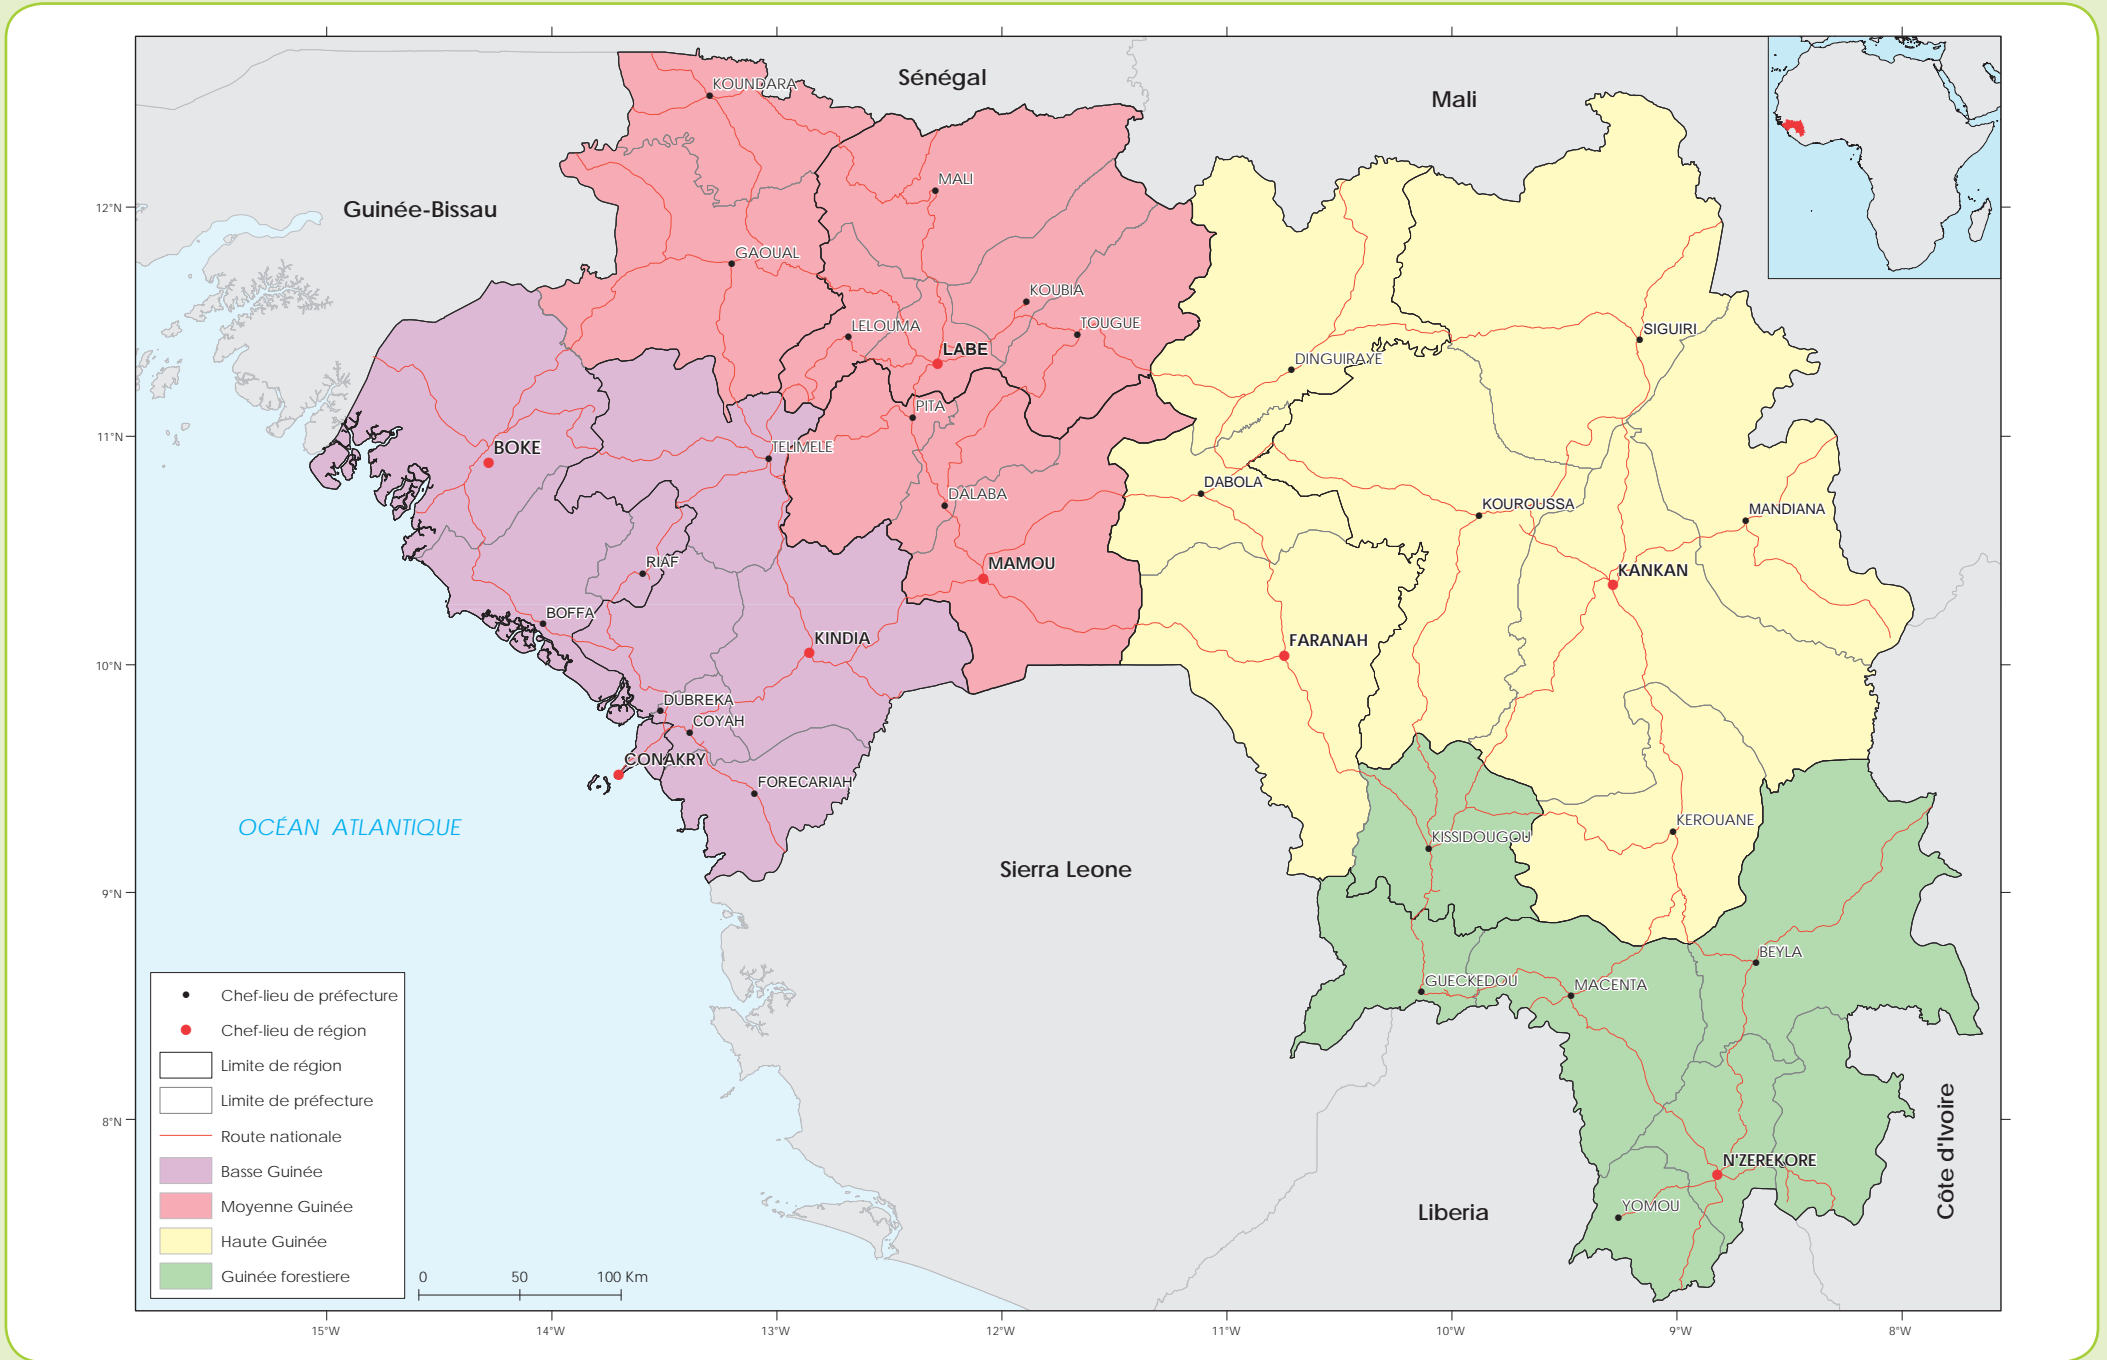 Sénégal
Mali
KOUNDARA
MALI
12°N
Guinée-Bissau
GAOUAL
KOUBIA
LELOUMA
TOUGUE
SIGUIRI
LABE
DINGUIRAYE
PITA
11°N
BOKE
TELIMELE
DABOLA
DALABA
KOUROUSSA
MANDIANA
RIAF
MAMOU
KANKAN
BOFFA
KINDIA
FARANAH
10°N
DUBREKA
COYAH
CONAKRY
FORECARIAH
OCÉAN ATLANTIQUE
KEROUANE
KISSIDOUGOU
Sierra Leone
9°N
BEYLA
GUECKEDOU
MACENTA
Chef-lieu de préfecture
Chef-lieu de région
Limite de région
Limite de préfecture
8°N
Route nationale
Côte d'Ivoire
N'ZEREKORE
Basse Guinée
Moyenne Guinée
YOMOU
Liberia
Haute Guinée
Guinée forestiere
0 50 100 Km
15°W 14°W 13°W 12°W 11°W 10°W 9°W 8°W